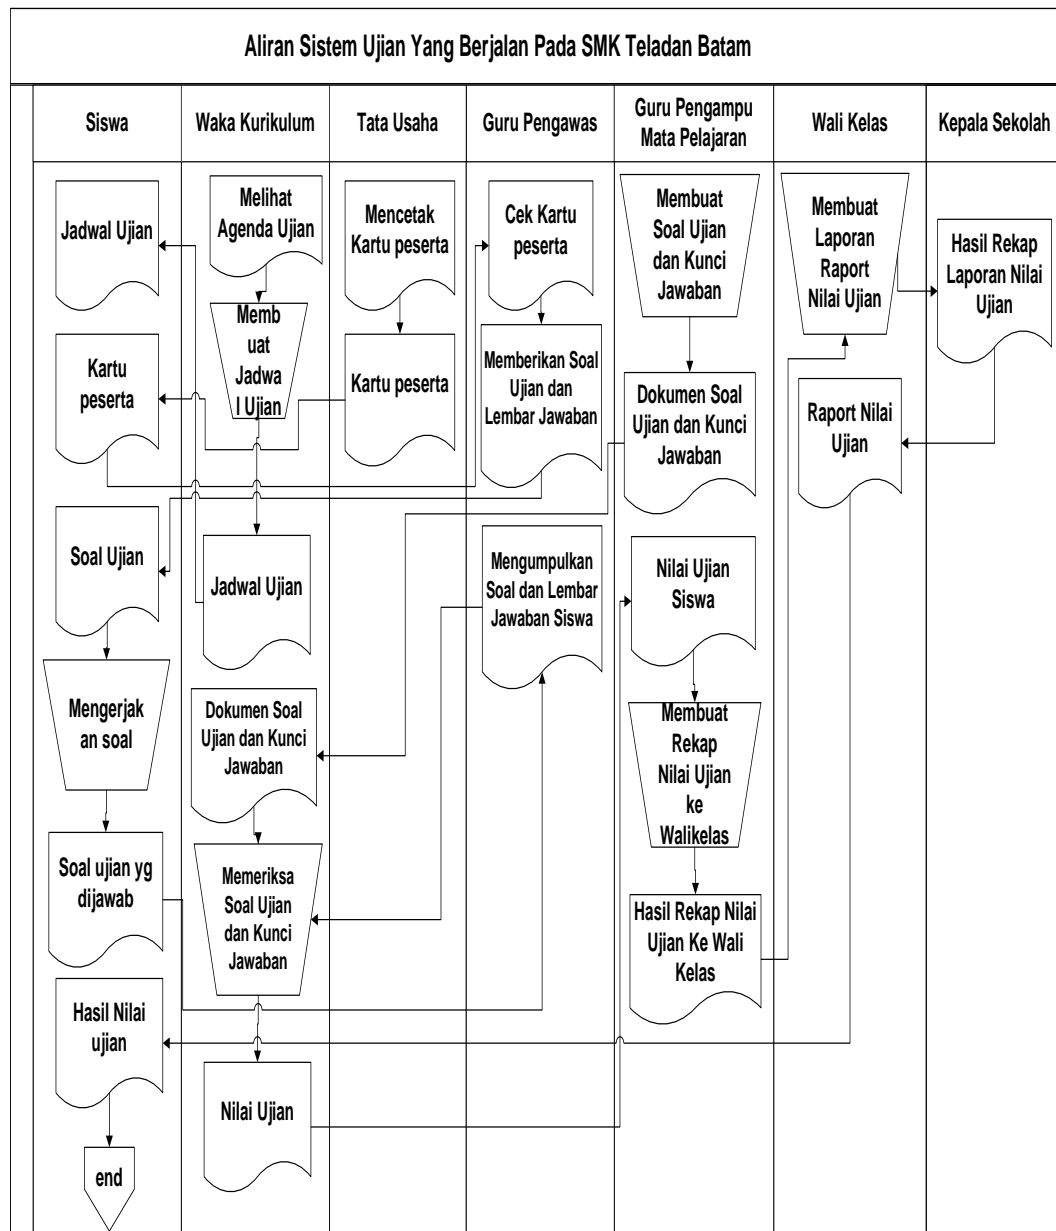 Aliran Sistem Ujian Yang Berjalan Pada SMK Teladan Batam
Siswa
Waka Kurikulum
Tata Usaha
Guru Pengawas
Guru Pengampu
Mata Pelajaran
Wali Kelas
Kepala Sekolah
Jadwal Ujian
Kartu
peserta
Soal Ujian
Mengerjak
an soal
Soal ujian yg
dijawab
Hasil Nilai
ujian
end
Melihat
Agenda Ujian
Memb
uat
Jadwa
l Ujian
Jadwal Ujian
Dokumen Soal
Ujian dan Kunci
Jawaban
Memeriksa
Soal Ujian
dan Kunci
Jawaban
Nilai Ujian
Mencetak
Kartu peserta
Kartu peserta
Cek Kartu
peserta
Memberikan Soal
Ujian dan
Lembar Jawaban
Mengumpulkan
Soal dan Lembar
Jawaban Siswa
Membuat
Soal Ujian
dan Kunci
Jawaban
Dokumen Soal
Ujian dan Kunci
Jawaban
Nilai Ujian
Siswa
Membuat
Rekap
Nilai Ujian
ke
Walikelas
Hasil Rekap Nilai
Ujian Ke Wali
Kelas
Membuat
Laporan
Raport
Nilai Ujian
Raport Nilai
Ujian
Hasil Rekap
Laporan Nilai
Ujian